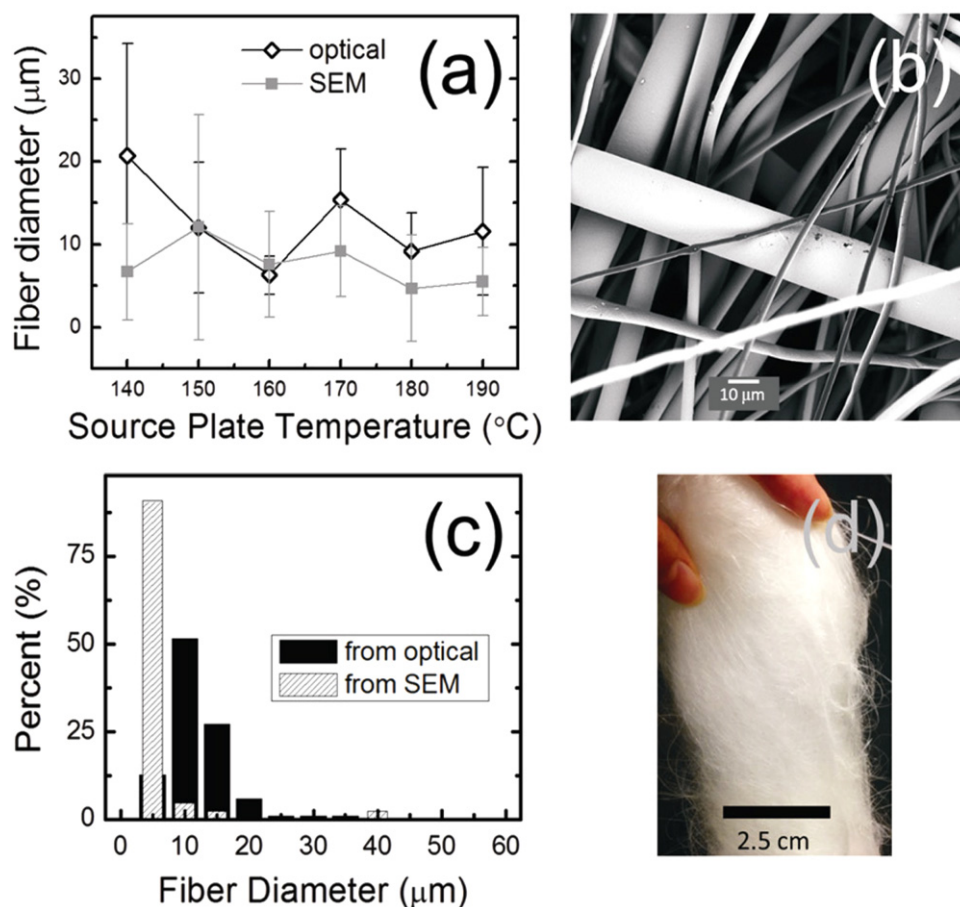 (a)
optical
SEM
Fiber diameter (μm)
30
20
10
0
140 150 160 170 180 190
Source Plate Temperature (°C)
(b)
10 μm
(c)
from optical
from SEM
Percent (%)
75
50
25
0
0 10 20 30 40 50 60
Fiber Diameter (μm)
(d)
2.5 cm